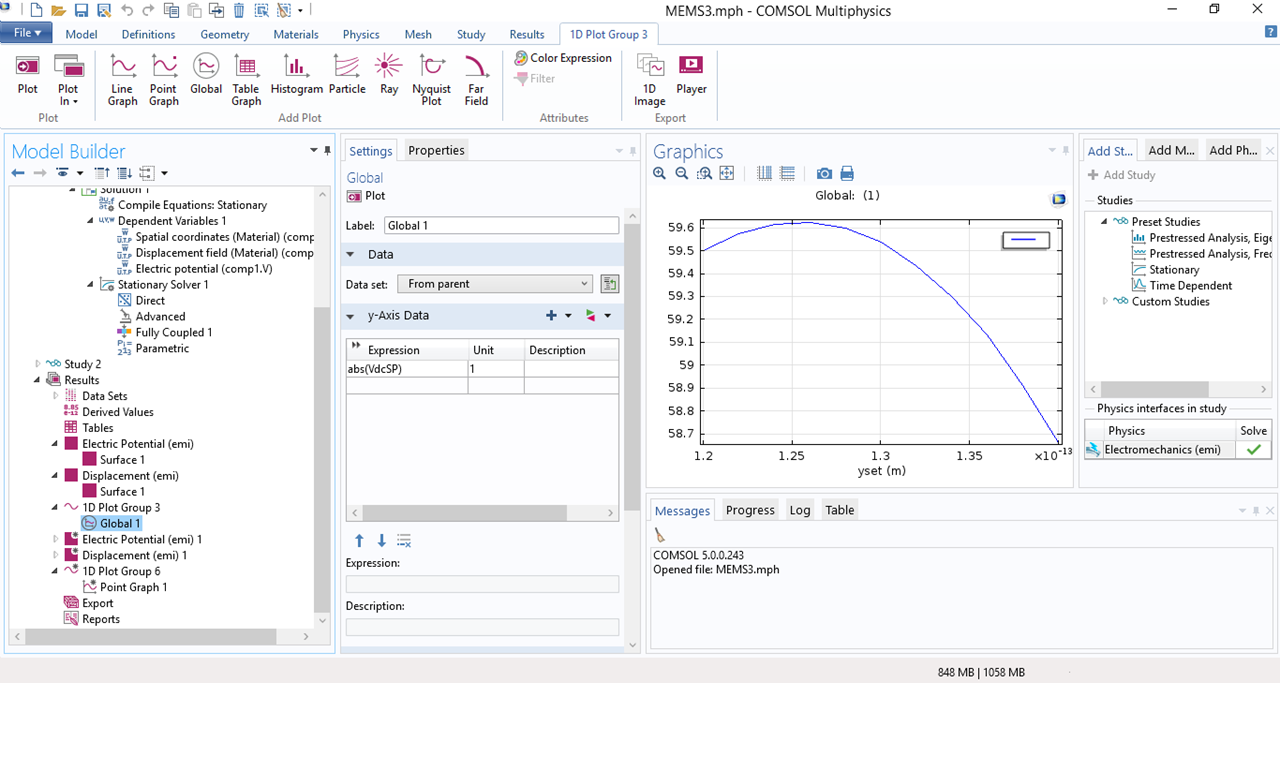 MEMS3.mph - COMSOL Multiphysics
File Model Definitions Geometry Materials Physics Mesh Study Results 1D Plot Group 3
Plot
Plot In
Line Graph
Point Graph
Global
Table Graph
Histogram
Particle
Ray
Nyquist Plot
Far Field
Color Expression
Filter
1D Image
Player
Plot
Add Plot
Attributes
Export
Model Builder
Solution 1
Compile Equations: Stationary
Dependent Variables 1
Spatial coordinates (Material) (comp
Displacement field (Material) (comp
Electric potential (comp1.V)
Stationary Solver 1
Direct
Advanced
Fully Coupled 1
Parametric
Study 2
Results
Data Sets
Derived Values
Tables
Electric Potential (emi)
Surface 1
Displacement (emi)
Surface 1
1D Plot Group 3
Global 1
Electric Potential (emi) 1
Displacement (emi) 1
1D Plot Group 6
Point Graph 1
Export
Reports
Settings Properties
Global
Plot
Label: Global 1
Data
Data set: From parent
y-Axis Data
Expression Unit Description
abs(VdcSP) 1
Expression:
Description:
Graphics
Global: (1)
59.6
59.5
59.4
59.3
59.2
59.1
59
58.9
58.8
58.7
1.2 1.25 1.3 1.35 ×10⁻¹³
yset (m)
Messages Progress Log Table
COMSOL 5.0.0.243
Opened file: MEMS3.mph
Add St... Add M... Add Ph...
Add Study
Studies
Preset Studies
Prestressed Analysis, Eige
Prestressed Analysis, Frec
Stationary
Time Dependent
Custom Studies
Physics interfaces in study
Physics Solve
Electromechanics (emi)
848 MB | 1058 MB